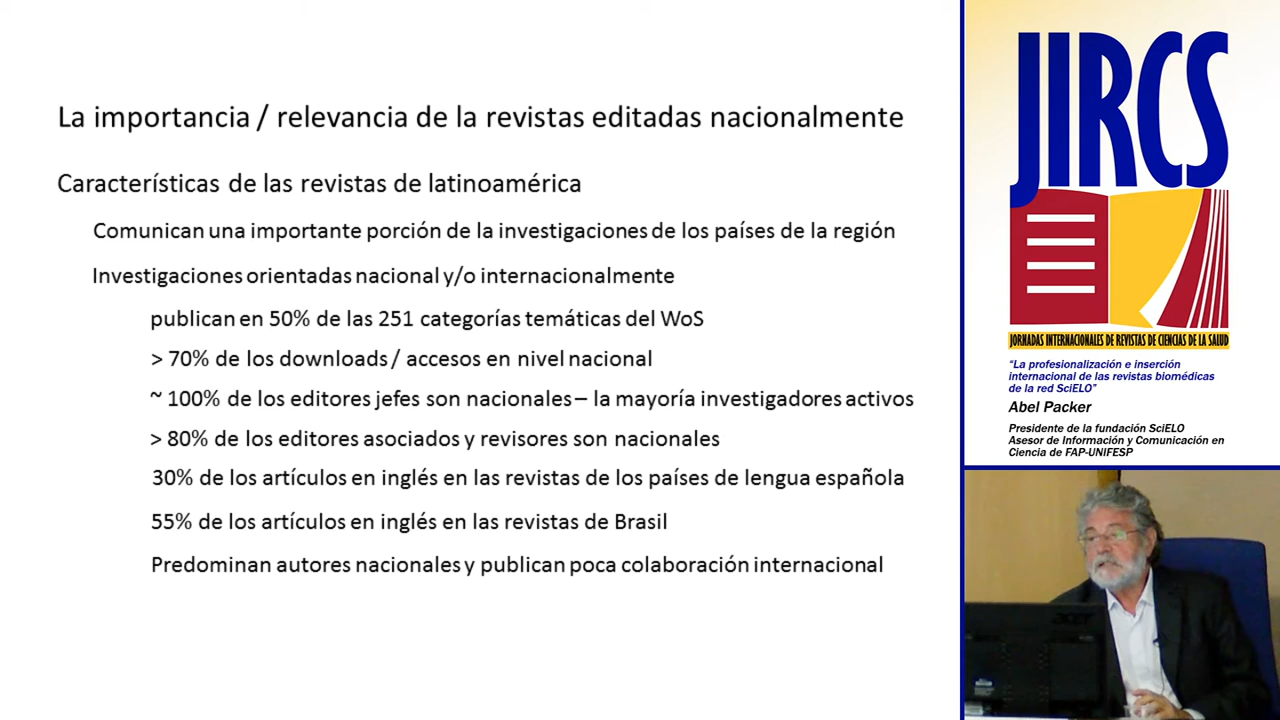 La importancia / relevancia de la revistas editadas nacionalmente
Características de las revistas de latinoamérica
Comunican una importante porción de la investigaciones de los países de la región
Investigaciones orientadas nacional y/o internacionalmente
publican en 50% de las 251 categorías temáticas del WoS
> 70% de los downloads / accesos en nivel nacional
~ 100% de los editores jefes son nacionales – la mayoría investigadores activos
> 80% de los editores asociados y revisores son nacionales
30% de los artículos en inglés en las revistas de los países de lengua española
55% de los artículos en inglés en las revistas de Brasil
Predominan autores nacionales y publican poca colaboración internacional
JIRCS
JORNADAS INTERNACIONALES DE REVISTAS DE CIENCIAS DE LA SALUD
“La profesionalización e inserción
internacional de las revistas biomédicas
de la red SciELO”
Abel Packer
Presidente de la fundación SciELO
Asesor de Información y Comunicación en
Ciencia de FAP-UNIFESP
acer